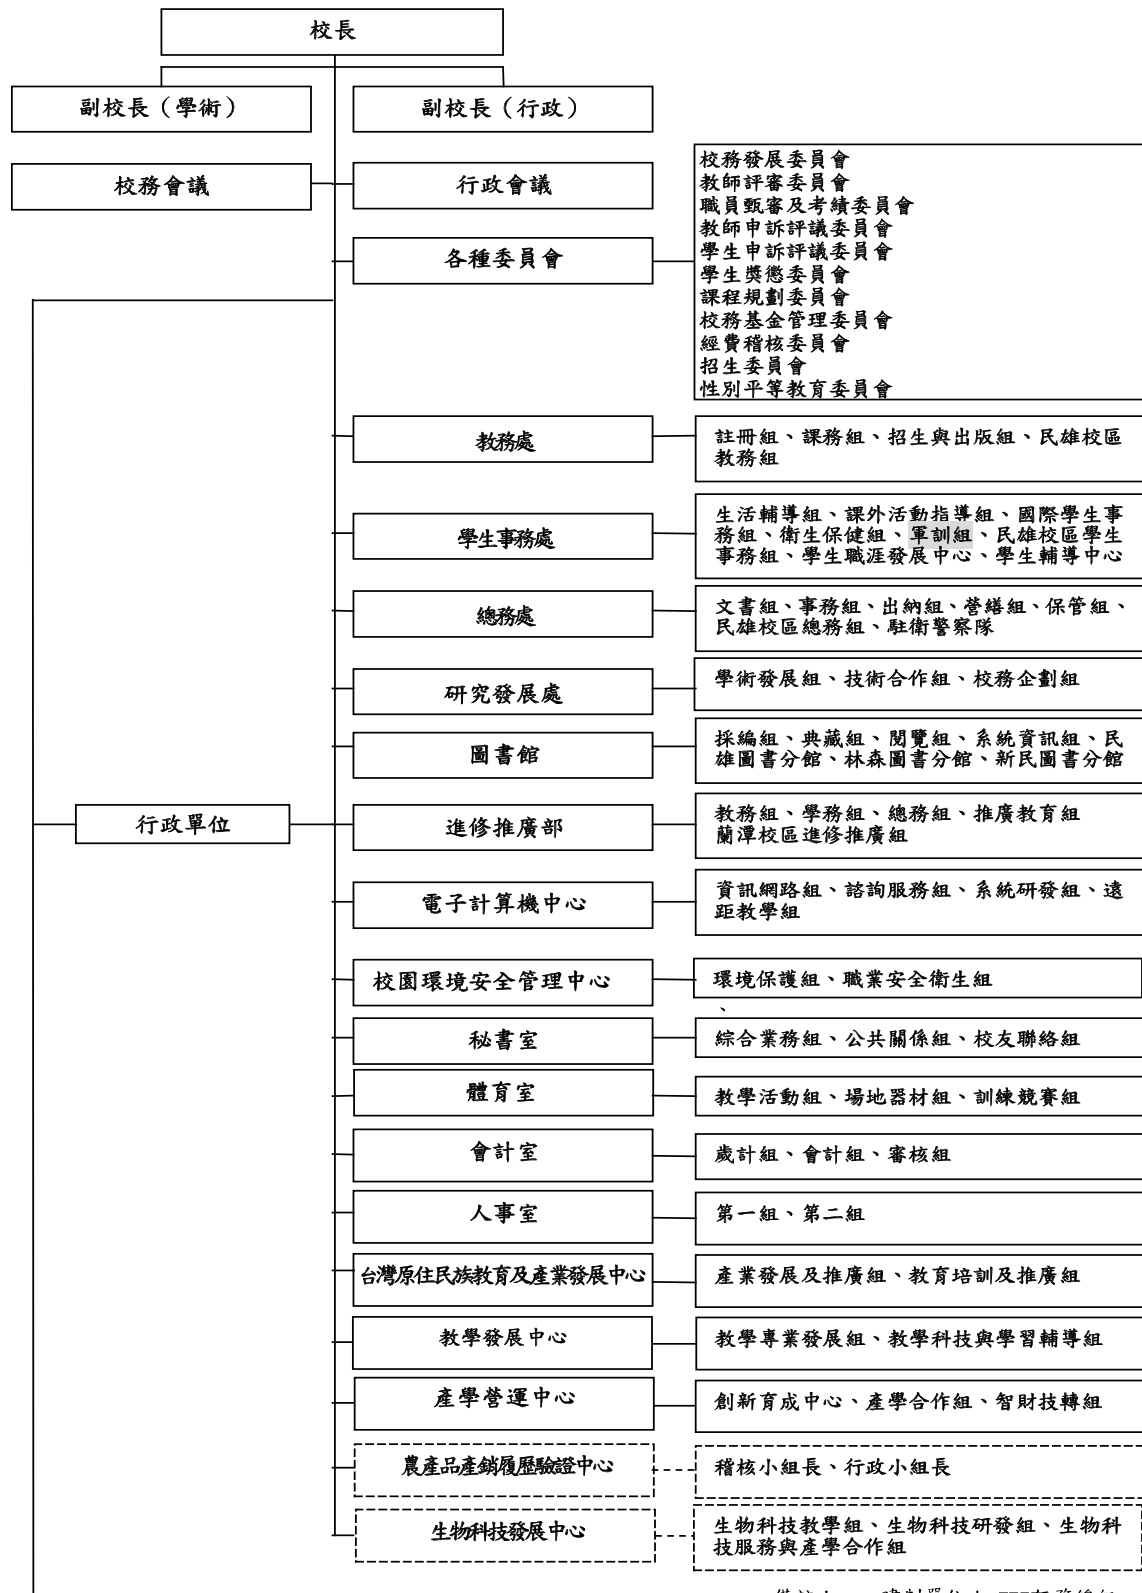 校長
副校長（學術）
副校長（行政）
校務會議
行政會議
各種委員會
校務發展委員會
教師評審委員會
職員甄審及考績委員會
教師申訴評議委員會
學生申訴評議委員會
學生獎懲委員會
課程規劃委員會
校務基金管理委員會
經費稽核委員會
招生委員會
性別平等教育委員會
教務處
註冊組、課務組、招生與出版組、民雄校區
教務組
學生事務處
生活輔導組、課外活動指導組、國際學生事
務組、衛生保健組、軍訓組、民雄校區學生
事務組、學生職涯發展中心、學生輔導中心
總務處
文書組、事務組、出納組、營繕組、保管組、
民雄校區總務組、駐衛警察隊
研究發展處
學術發展組、技術合作組、校務企劃組
圖書館
採編組、典藏組、閱覽組、系統資訊組、民
雄圖書分館、林森圖書分館、新民圖書分館
行政單位
進修推廣部
教務組、學務組、總務組、推廣教育組
蘭潭校區進修推廣組
電子計算機中心
資訊網路組、諮詢服務組、系統研發組、遠
距教學組
校園環境安全管理中心
環境保護組、職業安全衛生組
、
秘書室
綜合業務組、公共關係組、校友聯絡組
體育室
教學活動組、場地器材組、訓練競賽組
會計室
歲計組、會計組、審核組
人事室
第一組、第二組
台灣原住民族教育及產業發展中心
產業發展及推廣組、教育培訓及推廣組
教學發展中心
教學專業發展組、教學科技與學習輔導組
產學營運中心
創新育成中心、產學合作組、智財技轉組
農產品產銷履歷驗證中心
稽核小組長、行政小組長
生物科技發展中心
生物科技教學組、生物科技研發組、生物科
技服務與產學合作組